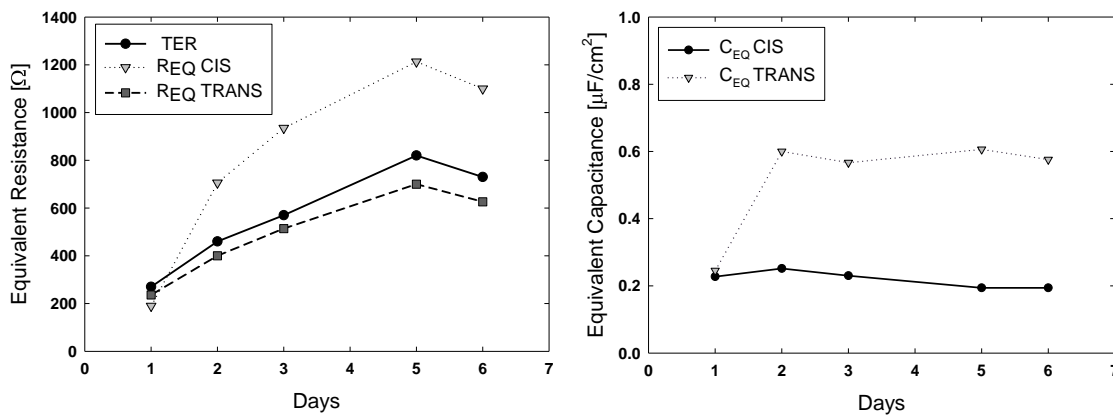 Equivalent Resistance [Ω]
1400
1200
1000
800
600
400
200
0
TER
REQ CIS
REQ TRANS
0 1 2 3 4 5 6 7
Days
Equivalent Capacitance [μF/cm²]
1.0
0.8
0.6
0.4
0.2
0.0
CEQ CIS
CEQ TRANS
0 1 2 3 4 5 6 7
Days